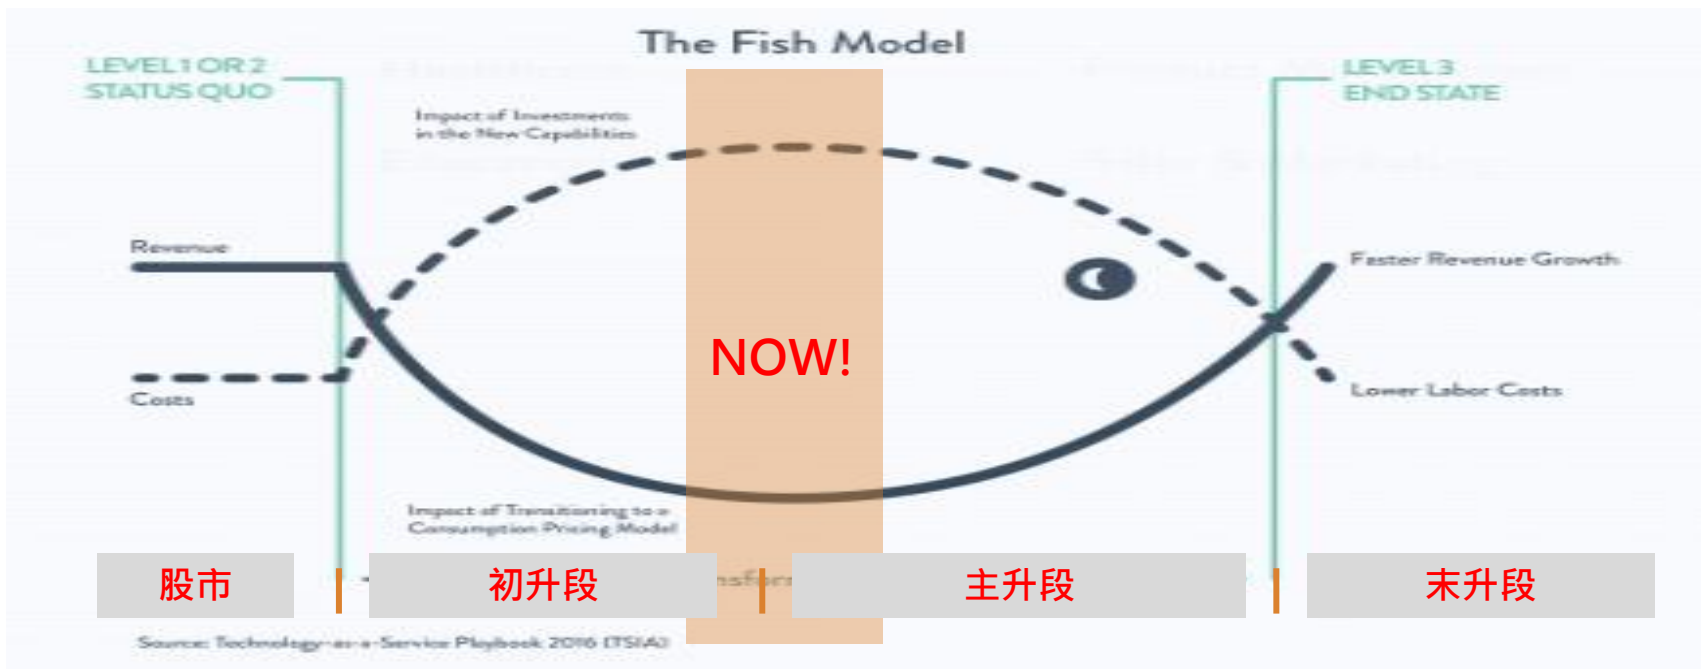 The Fish Model
LEVEL 1 OR 2
STATUS QUO
LEVEL 3
END STATE
Impact of Investments
in the New Capabilities
Revenue
Faster Revenue Growth
NOW!
Costs
Lower Labor Costs
Impact of Transitioning to a
Consumption Pricing Model
股市
初升段
主升段
末升段
Source: Technology-as-a-Service Playbook 2016 (TSIA)